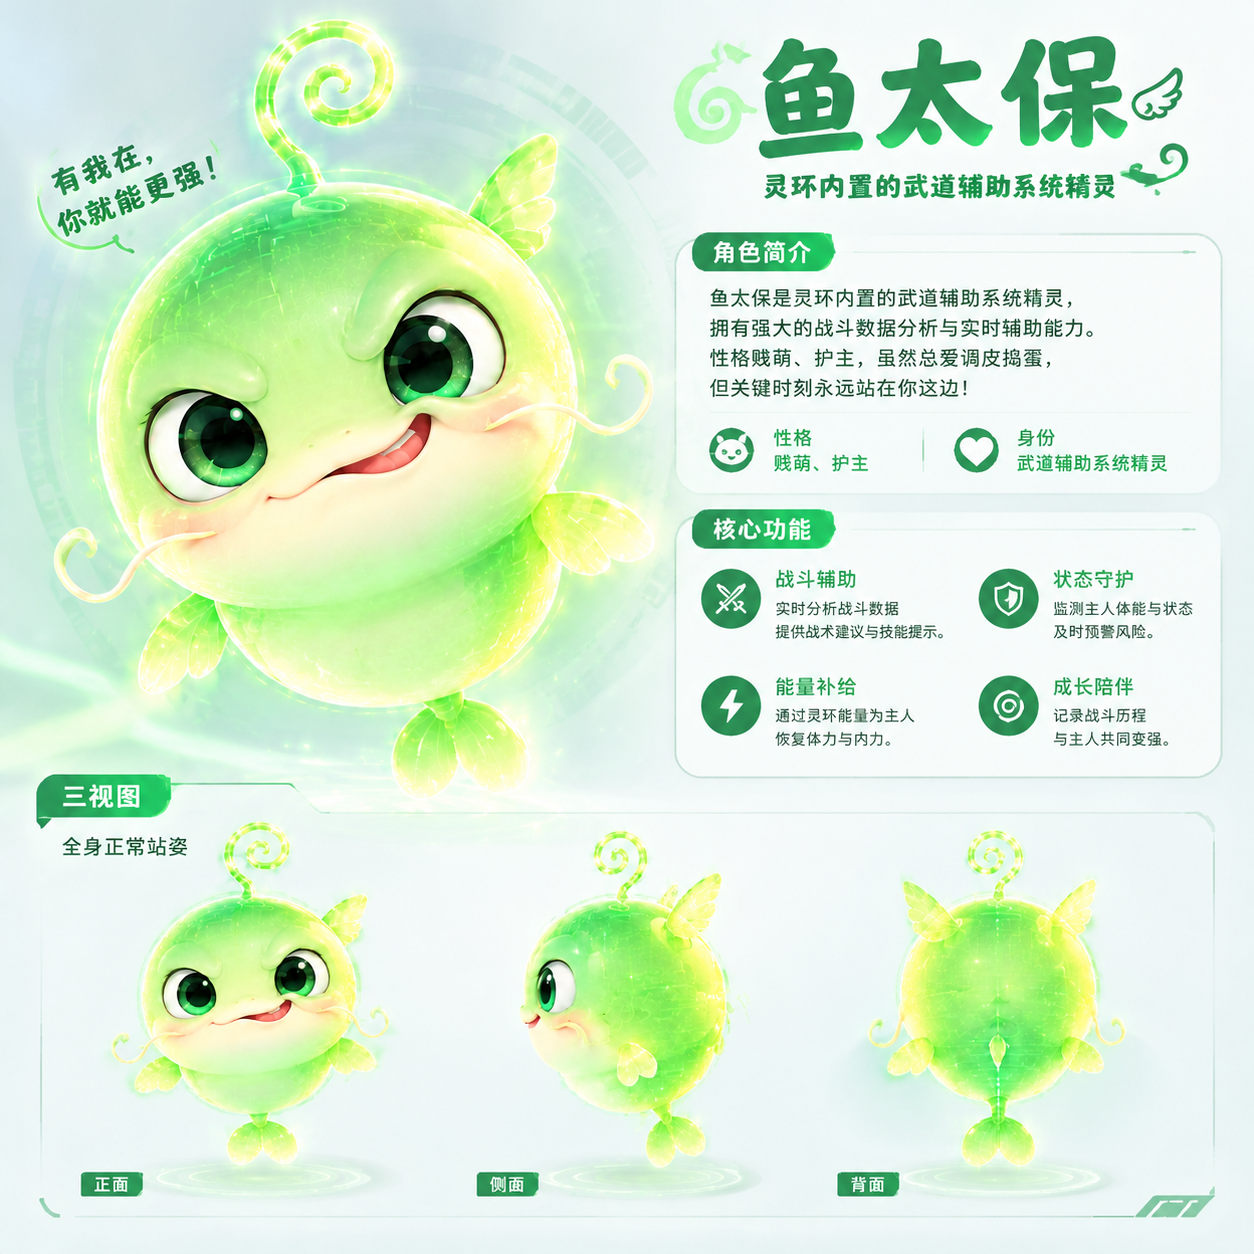 有我在，
你就能更强！
鱼太保
灵环内置的武道辅助系统精灵
角色简介
鱼太保是灵环内置的武道辅助系统精灵，
拥有强大的战斗数据分析与实时辅助能力。
性格贱萌、护主，虽然总爱调皮捣蛋，
但关键时刻永远站在你这边！
性格
贱萌、护主
身份
武道辅助系统精灵
核心功能
战斗辅助
实时分析战斗数据
提供战术建议与技能提示。
状态守护
监测主人体能与状态
及时预警风险。
能量补给
通过灵环能量为主人
恢复体力与内力。
成长陪伴
记录战斗历程
与主人共同变强。
三视图
全身正常站姿
正面
侧面
背面